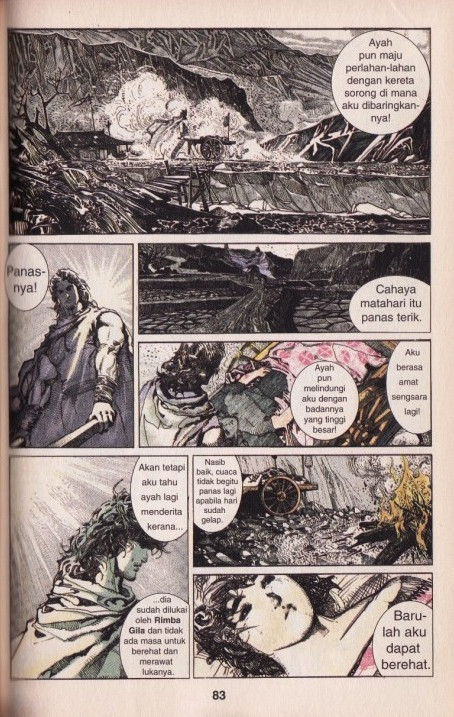 Ayah
pun maju
perlahan-lahan
dengan kereta
sorong di mana
aku dibaringkan-
nya!
Panas-
nya!
Cahaya
matahari itu
panas terik.
Ayah
pun
melindungi
aku dengan
badannya
yang tinggi
besar!
Aku
berasa
amat
sengsara
lagi!
Akan tetapi
aku tahu
ayah lagi
menderita
kerana...
...dia
sudah dilukai
oleh Rimba
Gila dan tidak
ada masa untuk
berehat dan
merawat
lukanya.
Nasib
baik, cuaca
tidak begitu
panas lagi
apabila hari
sudah
gelap.
Baru-
lah aku
dapat
berehat.
83